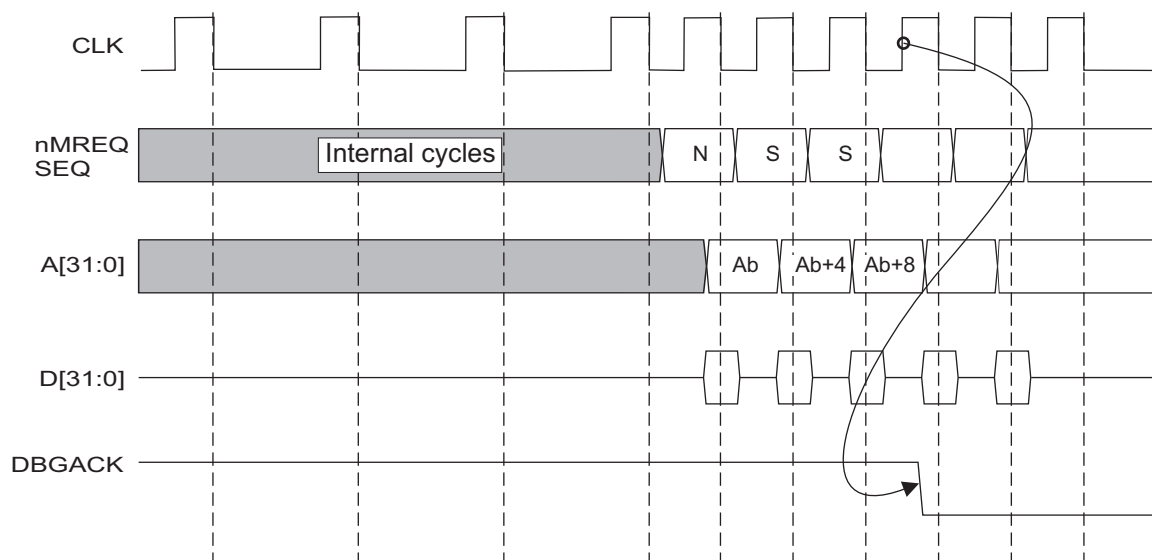 CLK
nMREQ
SEQ
Internal cycles
N
S
S
A[31:0]
Ab
Ab+4
Ab+8
D[31:0]
DBGACK